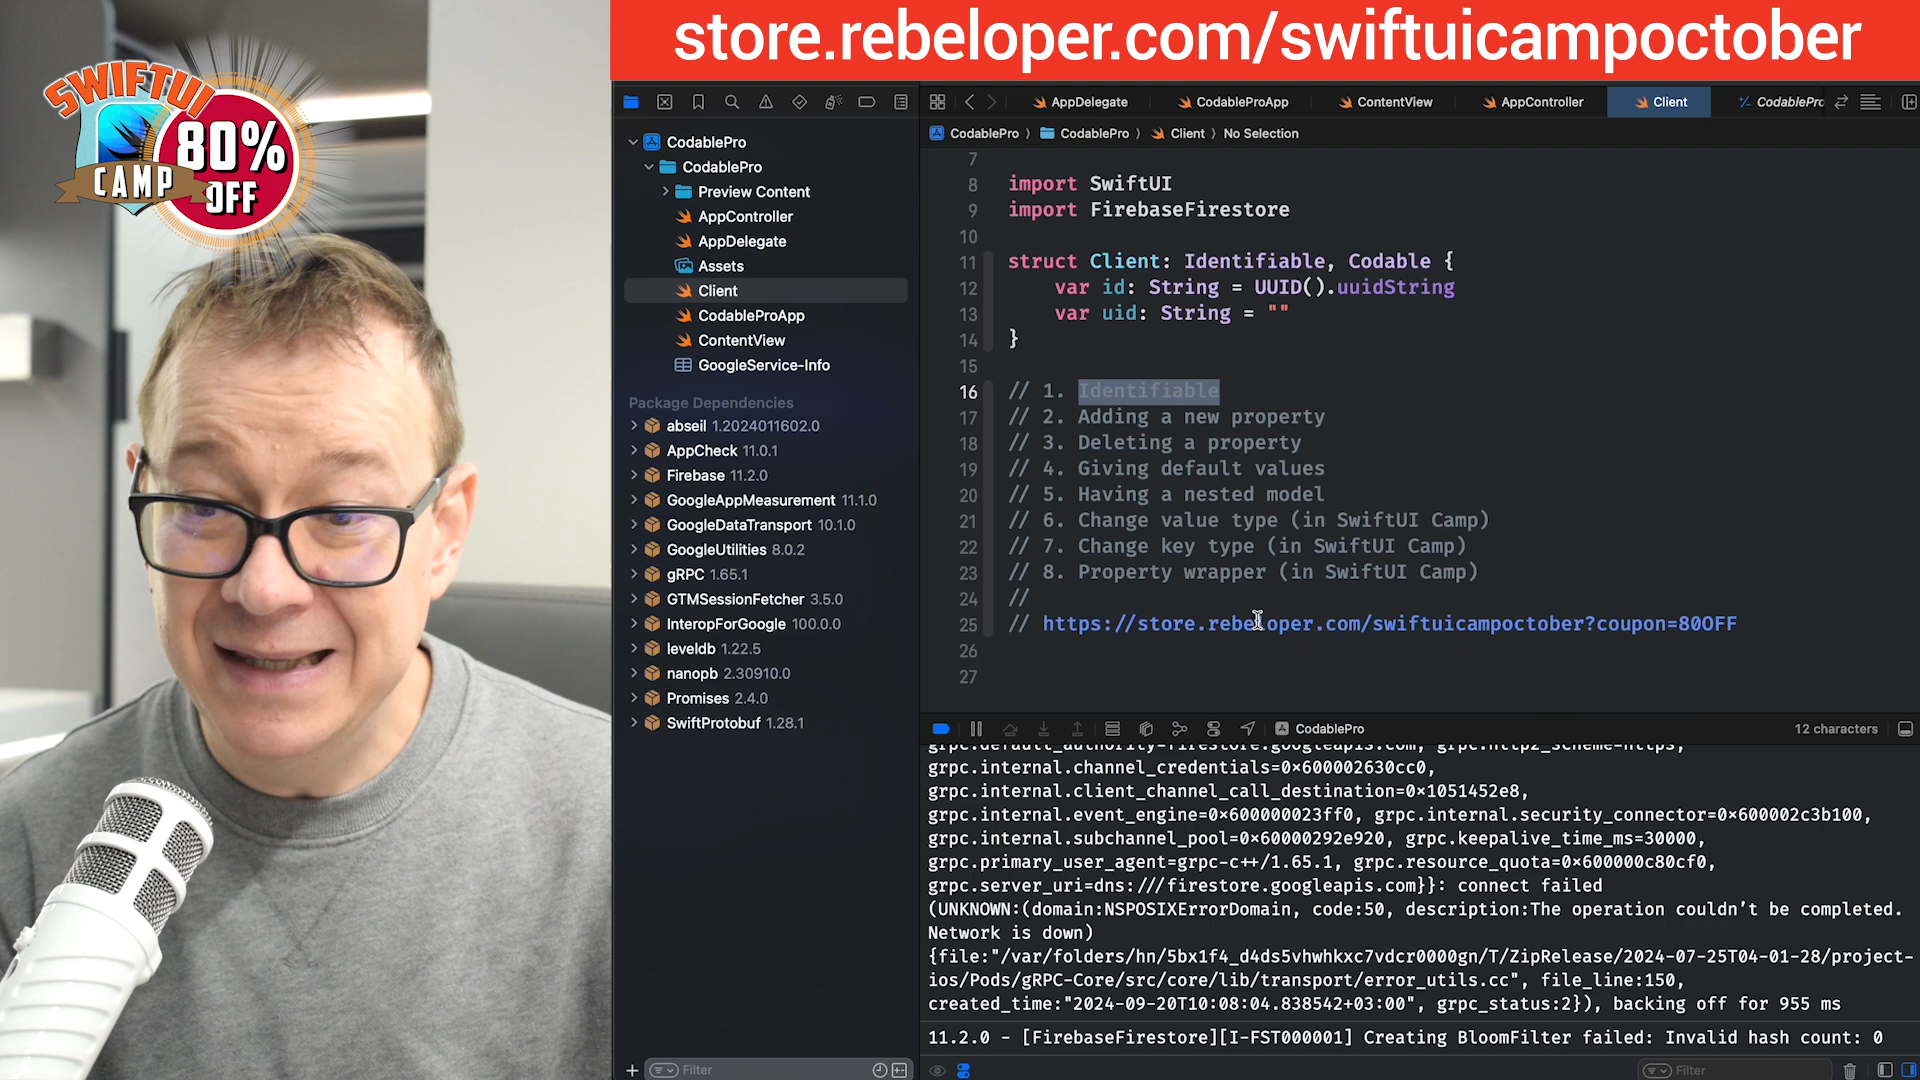 store.rebeloper.com/swiftuicampoctober
SWIFTUI
CAMP
80%
OFF
CodablePro
CodablePro
Preview Content
AppController
AppDelegate
Assets
Client
CodableProApp
ContentView
GoogleService-Info
Package Dependencies
abseil 1.2024011602.0
AppCheck 11.0.1
Firebase 11.2.0
GoogleAppMeasurement 11.1.0
GoogleDataTransport 10.1.0
GoogleUtilities 8.0.2
gRPC 1.65.1
GTMSessionFetcher 3.5.0
InteropForGoogle 100.0.0
leveldb 1.22.5
nanopb 2.30910.0
Promises 2.4.0
SwiftProtobuf 1.28.1
Filter
AppDelegate CodableProApp ContentView AppController Client CodablePro
CodablePro 〉 CodablePro 〉 Client 〉 No Selection
7
8 import SwiftUI
9 import FirebaseFirestore
10
11 struct Client: Identifiable, Codable {
12 var id: String = UUID().uuidString
13 var uid: String = ""
14 }
15
16 // 1. Identifiable
17 // 2. Adding a new property
18 // 3. Deleting a property
19 // 4. Giving default values
20 // 5. Having a nested model
21 // 6. Change value type (in SwiftUI Camp)
22 // 7. Change key type (in SwiftUI Camp)
23 // 8. Property wrapper (in SwiftUI Camp)
24 //
25 // https://store.rebeloper.com/swiftuicampoctober?coupon=80OFF
26
27
CodablePro 12 characters
grpc.default_authority=firestore.googleapis.com, grpc.http2_scheme=https,
grpc.internal.channel_credentials=0x600002630cc0,
grpc.internal.client_channel_call_destination=0x1051452e8,
grpc.internal.event_engine=0x600000023ff0, grpc.internal.security_connector=0x600002c3b100,
grpc.internal.subchannel_pool=0x60000292e920, grpc.keepalive_time_ms=30000,
grpc.primary_user_agent=grpc-c++/1.65.1, grpc.resource_quota=0x600000c80cf0,
grpc.server_uri=dns:///firestore.googleapis.com}}: connect failed
(UNKNOWN:(domain:NSPOSIXErrorDomain, code:50, description:The operation couldn’t be completed.
Network is down)
{file:"/var/folders/hn/5bx1f4_d4ds5vhwhkxc7vdcr0000gn/T/ZipRelease/2024-07-25T04-01-28/project-
ios/Pods/gRPC-Core/src/core/lib/transport/error_utils.cc", file_line:150,
created_time:"2024-09-20T10:08:04.838542+03:00", grpc_status:2}), backing off for 955 ms
11.2.0 - [FirebaseFirestore][I-FST000001] Creating BloomFilter failed: Invalid hash count: 0
Filter